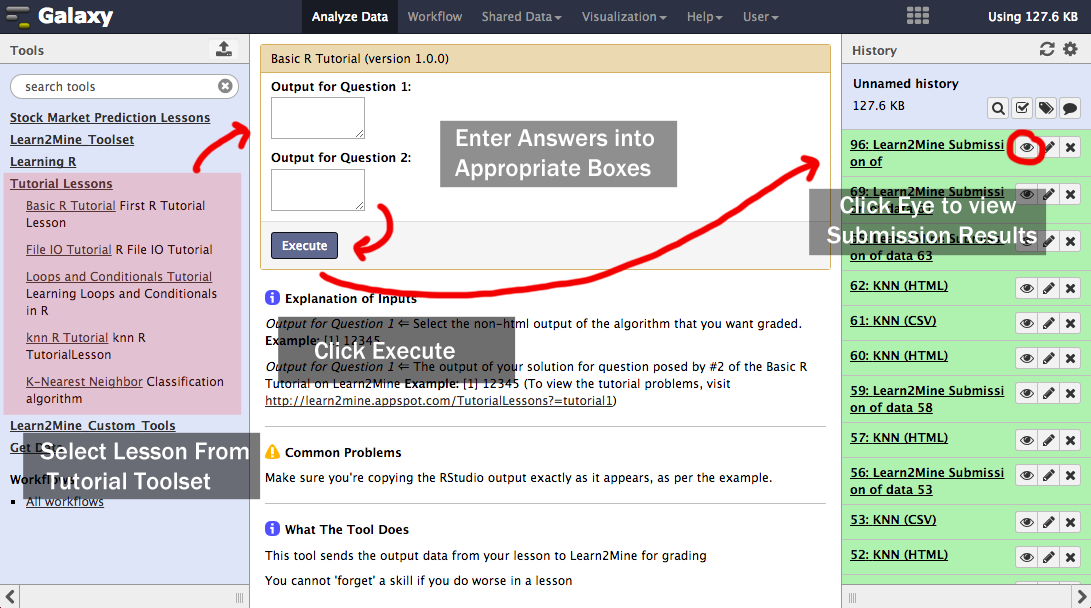 Galaxy
Analyze Data
Workflow
Shared Data
Visualization
Help
User
Using 127.6 KB
Tools
search tools
Stock Market Prediction Lessons
Learn2Mine Toolset
Learning R
Tutorial Lessons
Basic R Tutorial First R Tutorial
Lesson
File IO Tutorial R File IO Tutorial
Loops and Conditionals Tutorial
Learning Loops and Conditionals
in R
knn R Tutorial knn R
TutorialLesson
K-Nearest Neighbor Classification
algorithm
Learn2Mine Custom Tools
Select Lesson From
Tutorial Toolset
All workflows
Basic R Tutorial (version 1.0.0)
Output for Question 1:
Output for Question 2:
Enter Answers into
Appropriate Boxes
Execute
Explanation of Inputs
Output for Question 1 ⇐ Select the non-html output of the algorithm that you want graded.
Example: [1] 12345
Click Execute
Output for Question 2 ⇐ The output of your solution for question posed by #2 of the Basic R
Tutorial on Learn2Mine Example: [1] 12345 (To view the tutorial problems, visit
http://learn2mine.appspot.com/TutorialLessons?=tutorial1)
Common Problems
Make sure you're copying the RStudio output exactly as it appears, as per the example.
What The Tool Does
This tool sends the output data from your lesson to Learn2Mine for grading
You cannot 'forget' a skill if you do worse in a lesson
History
Unnamed history
127.6 KB
96: Learn2Mine Submissi
on of
69: Learn2Mine Submissi
Click Eye to view
Submission Results
on of data 63
62: KNN (HTML)
61: KNN (CSV)
60: KNN (HTML)
59: Learn2Mine Submissi
on of data 58
57: KNN (HTML)
56: Learn2Mine Submissi
on of data 53
53: KNN (CSV)
52: KNN (HTML)